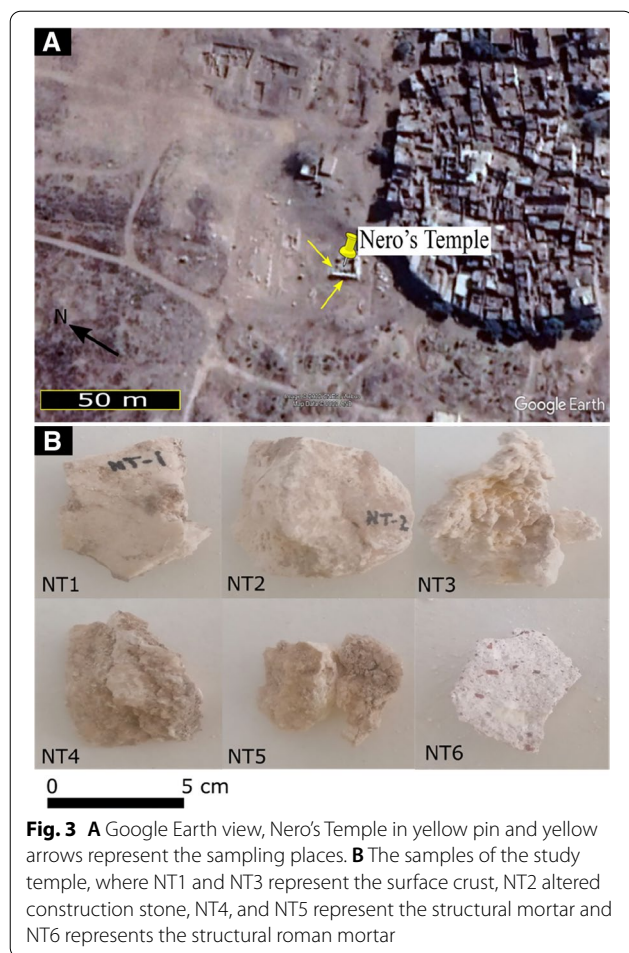 A
Nero's Temple
N
50 m
Google Earth
B
NT-1
NT-2
NT1
NT2
NT3
NT4
NT5
NT6
0 5 cm
Fig. 3 A Google Earth view, Nero's Temple in yellow pin and yellow
arrows represent the sampling places. B The samples of the study
temple, where NT1 and NT3 represent the surface crust, NT2 altered
construction stone, NT4, and NT5 represent the structural mortar and
NT6 represents the structural roman mortar